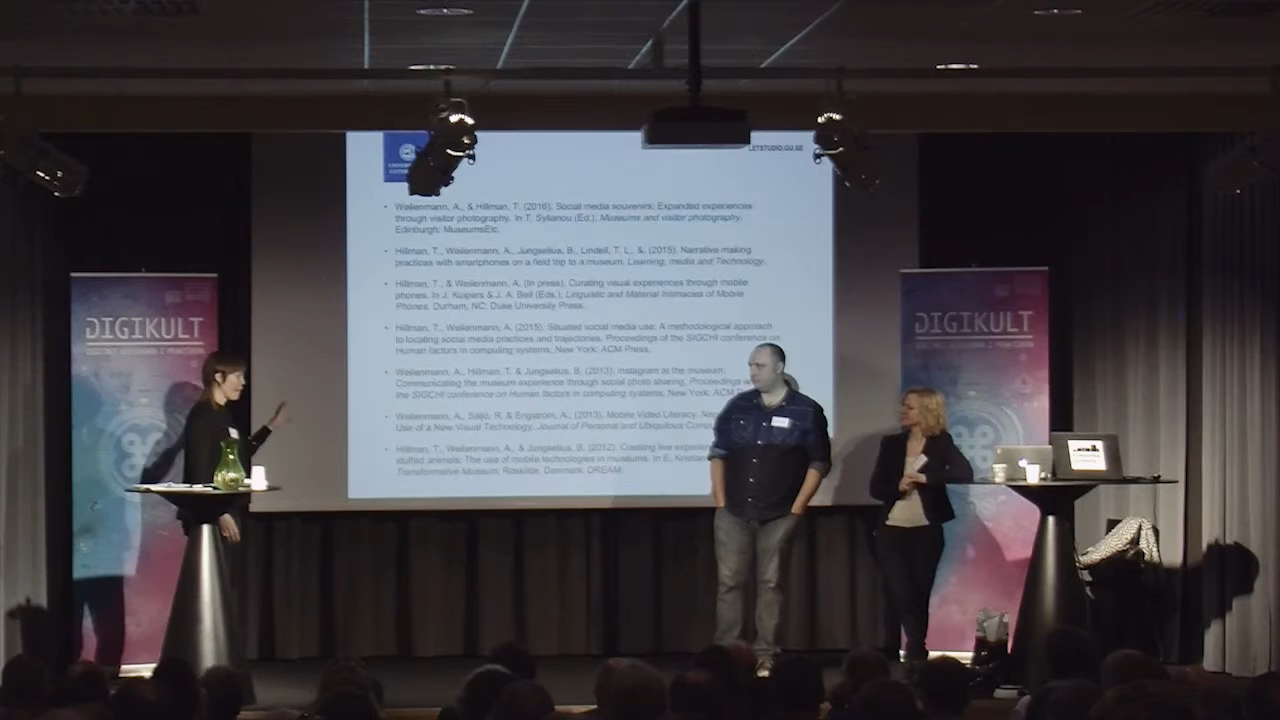 LETSTUDIO.GU.SE
• Weilenmann, A., & Hillman, T. (2016). Social media souvenirs: Expanded experiences
through visitor photography. In T. Sylianou (Ed.), Museums and visitor photography.
Edinburgh: MuseumsEtc.
• Hillman, T., Weilenmann, A., Jungselius, B., Lindell, T. L., &. (2015). Narrative making
practices with smartphones on a field trip to a museum. Learning, media and Technology.
• Hillman, T., & Weilenmann, A. (In press). Curating visual experiences through mobile
phones. In J. Kuipers & J. A. Bell (Eds.), Linguistic and Material Intimacies of Mobile
Phones. Durham, NC: Duke University Press.
• Hillman, T., Weilenmann, A. (2015). Situated social media use: A methodological approach
to locating social media practices and trajectories. Proceedings of the SIGCHI conference on
Human factors in computing systems. New York: ACM Press.
• Weilenmann, A., Hillman, T. & Jungselius, B. (2013). Instagram at the museum:
Communicating the museum experience through social photo sharing. Proceedings
the SIGCHI conference on Human factors in computing systems. New York: ACM
• Weilenmann, A., Säljö, R. & Engström, A., (2013). Mobile Video Literacy:
Use of a New Visual Technology, Journal of Personal and Ubiquitous
• Hillman, T., Weilenmann, A., & Jungselius, B. (2012). Creating live
stuffed animals: The use of mobile technologies in museums. In E.
Transformative Museum: Roskilde, Denmark: DREAM.
DIGIKULT
DIGIKULT